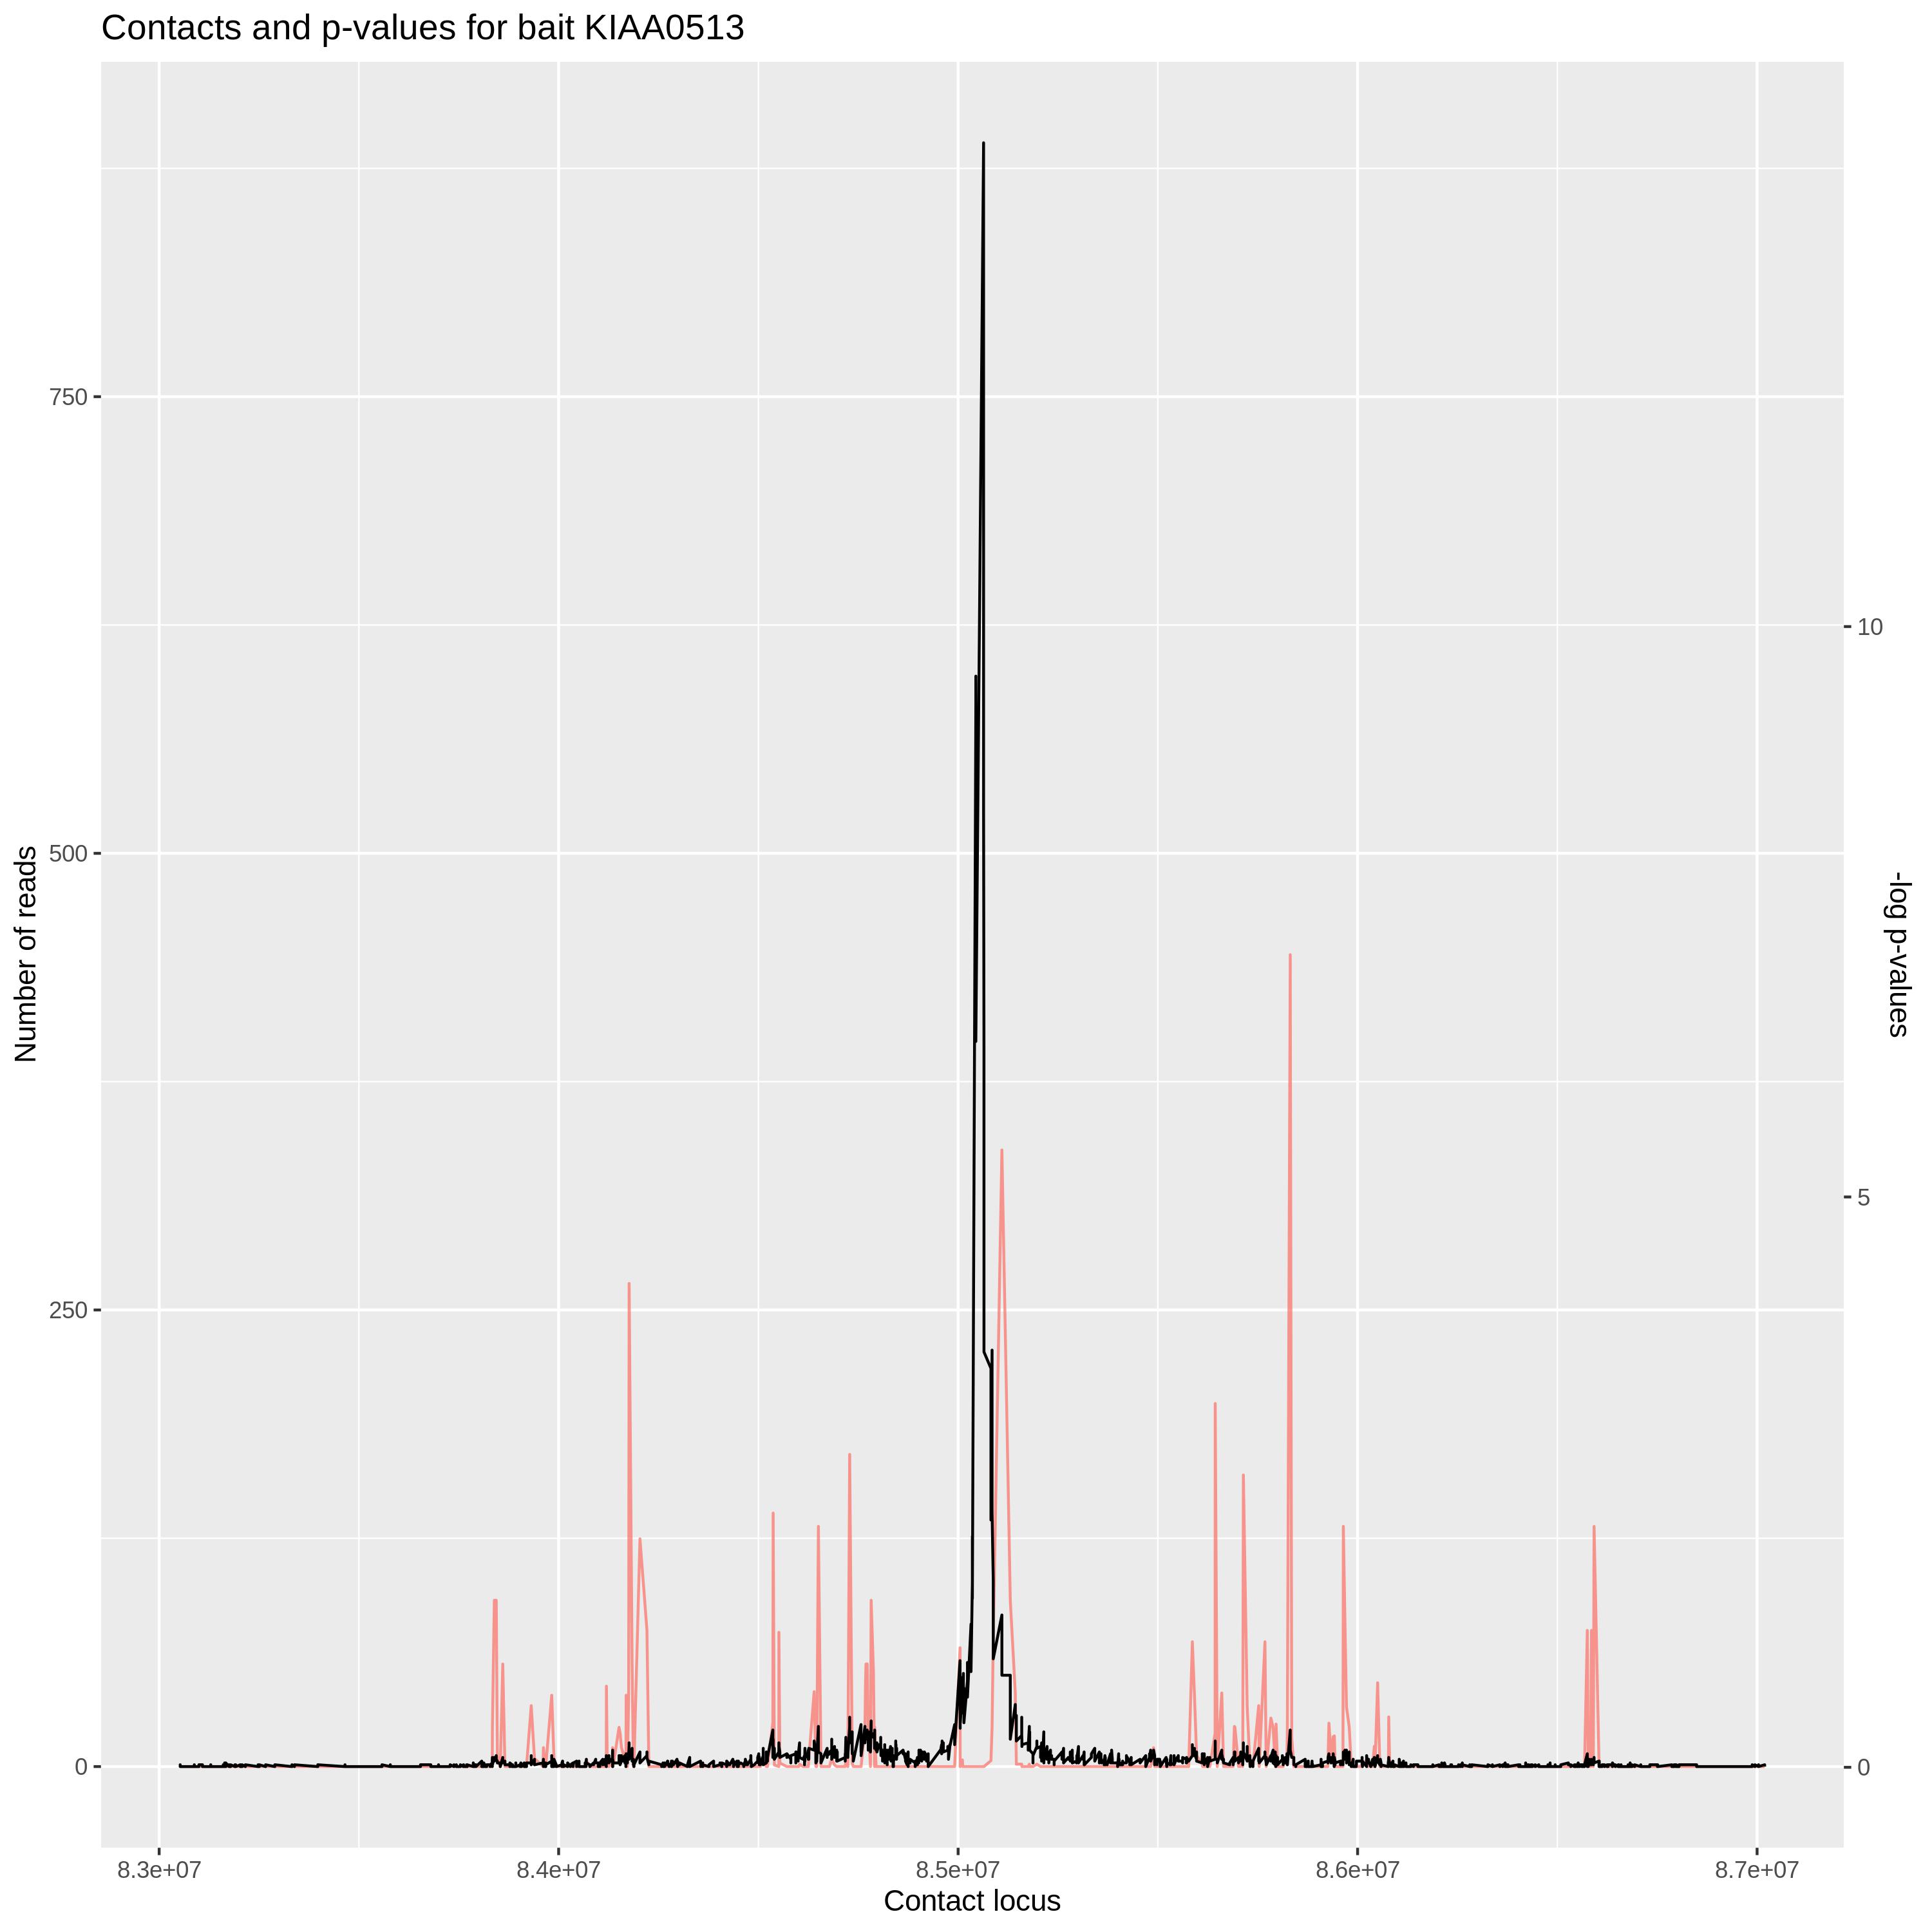 Contacts and p-values for bait KIAA0513
750
500
250
0
Number of reads
10
5
0
-log p-values
8.3e+07
8.4e+07
8.5e+07
8.6e+07
8.7e+07
Contact locus